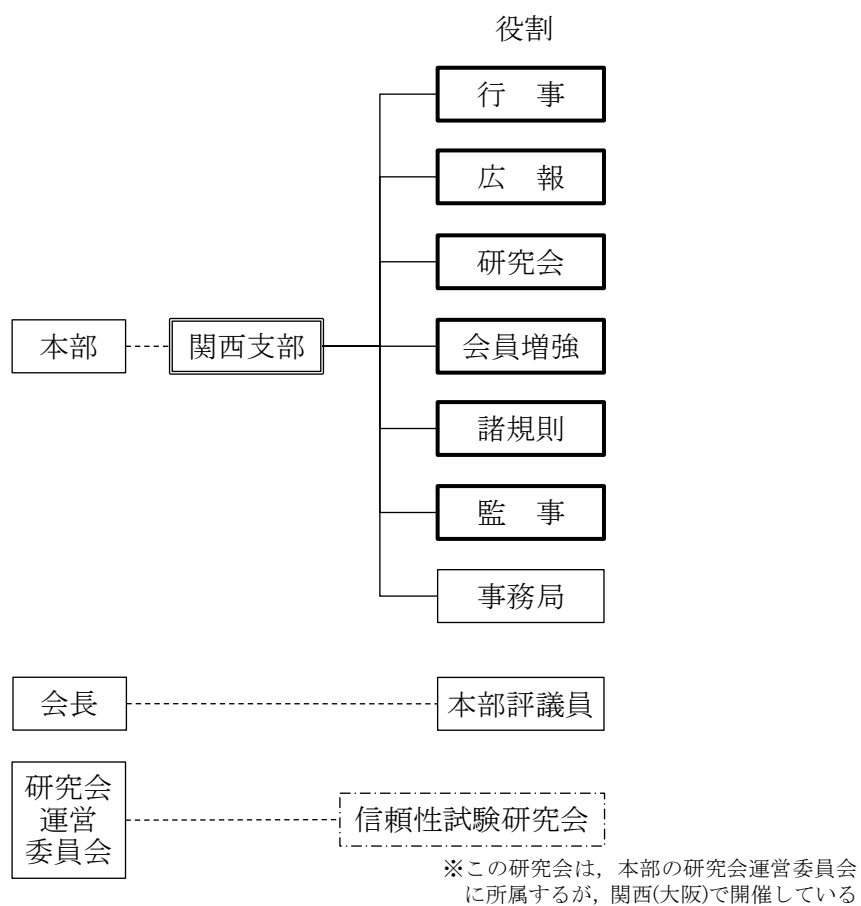 役割
行　事
広　報
研究会
本部
関西支部
会員増強
諸規則
監　事
事務局
会長
本部評議員
研究会
運営
委員会
信頼性試験研究会
※この研究会は，本部の研究会運営委員会
に所属するが，関西(大阪)で開催している